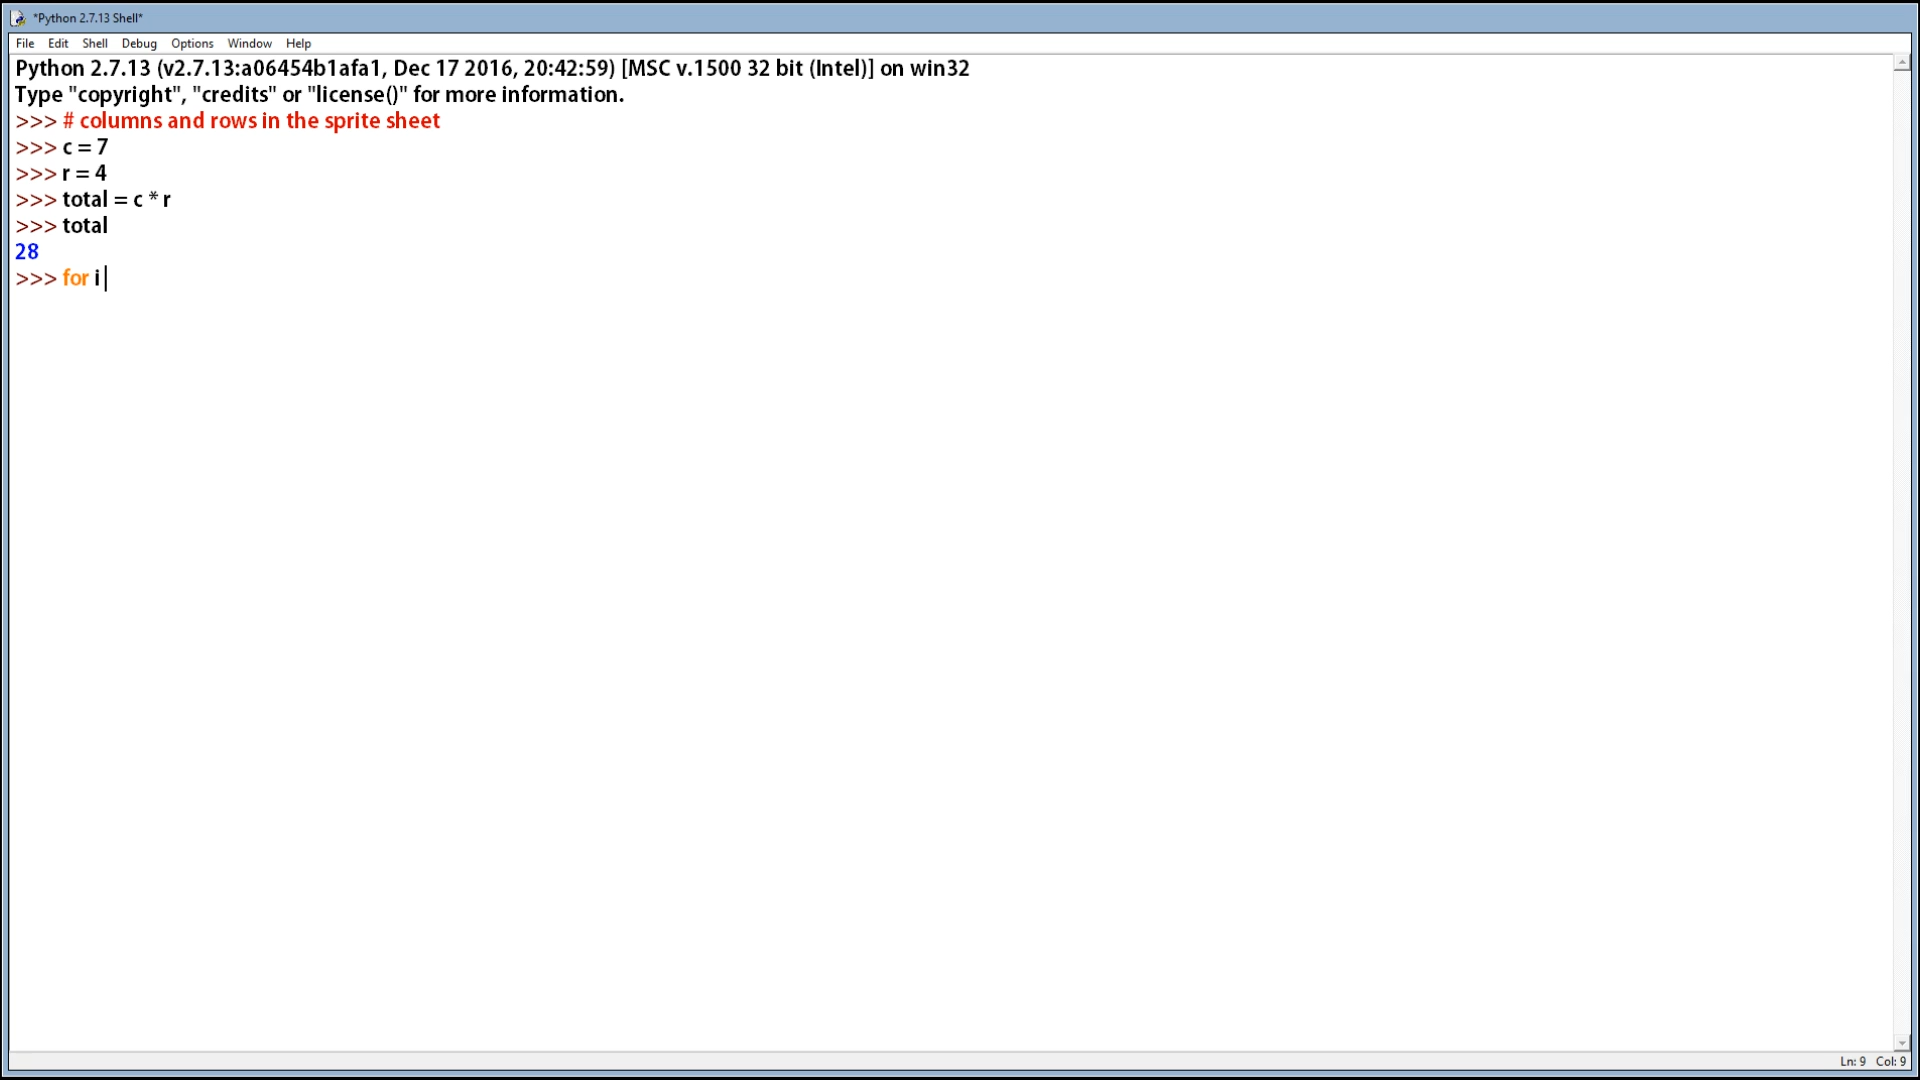 *Python 2.7.13 Shell*
File Edit Shell Debug Options Window Help
Python 2.7.13 (v2.7.13:a06454b1afa1, Dec 17 2016, 20:42:59) [MSC v.1500 32 bit (Intel)] on win32
Type "copyright", "credits" or "license()" for more information.
>>> # columns and rows in the sprite sheet
>>> c = 7
>>> r = 4
>>> total = c * r
>>> total
28
>>> for i
Ln: 9 Col: 9